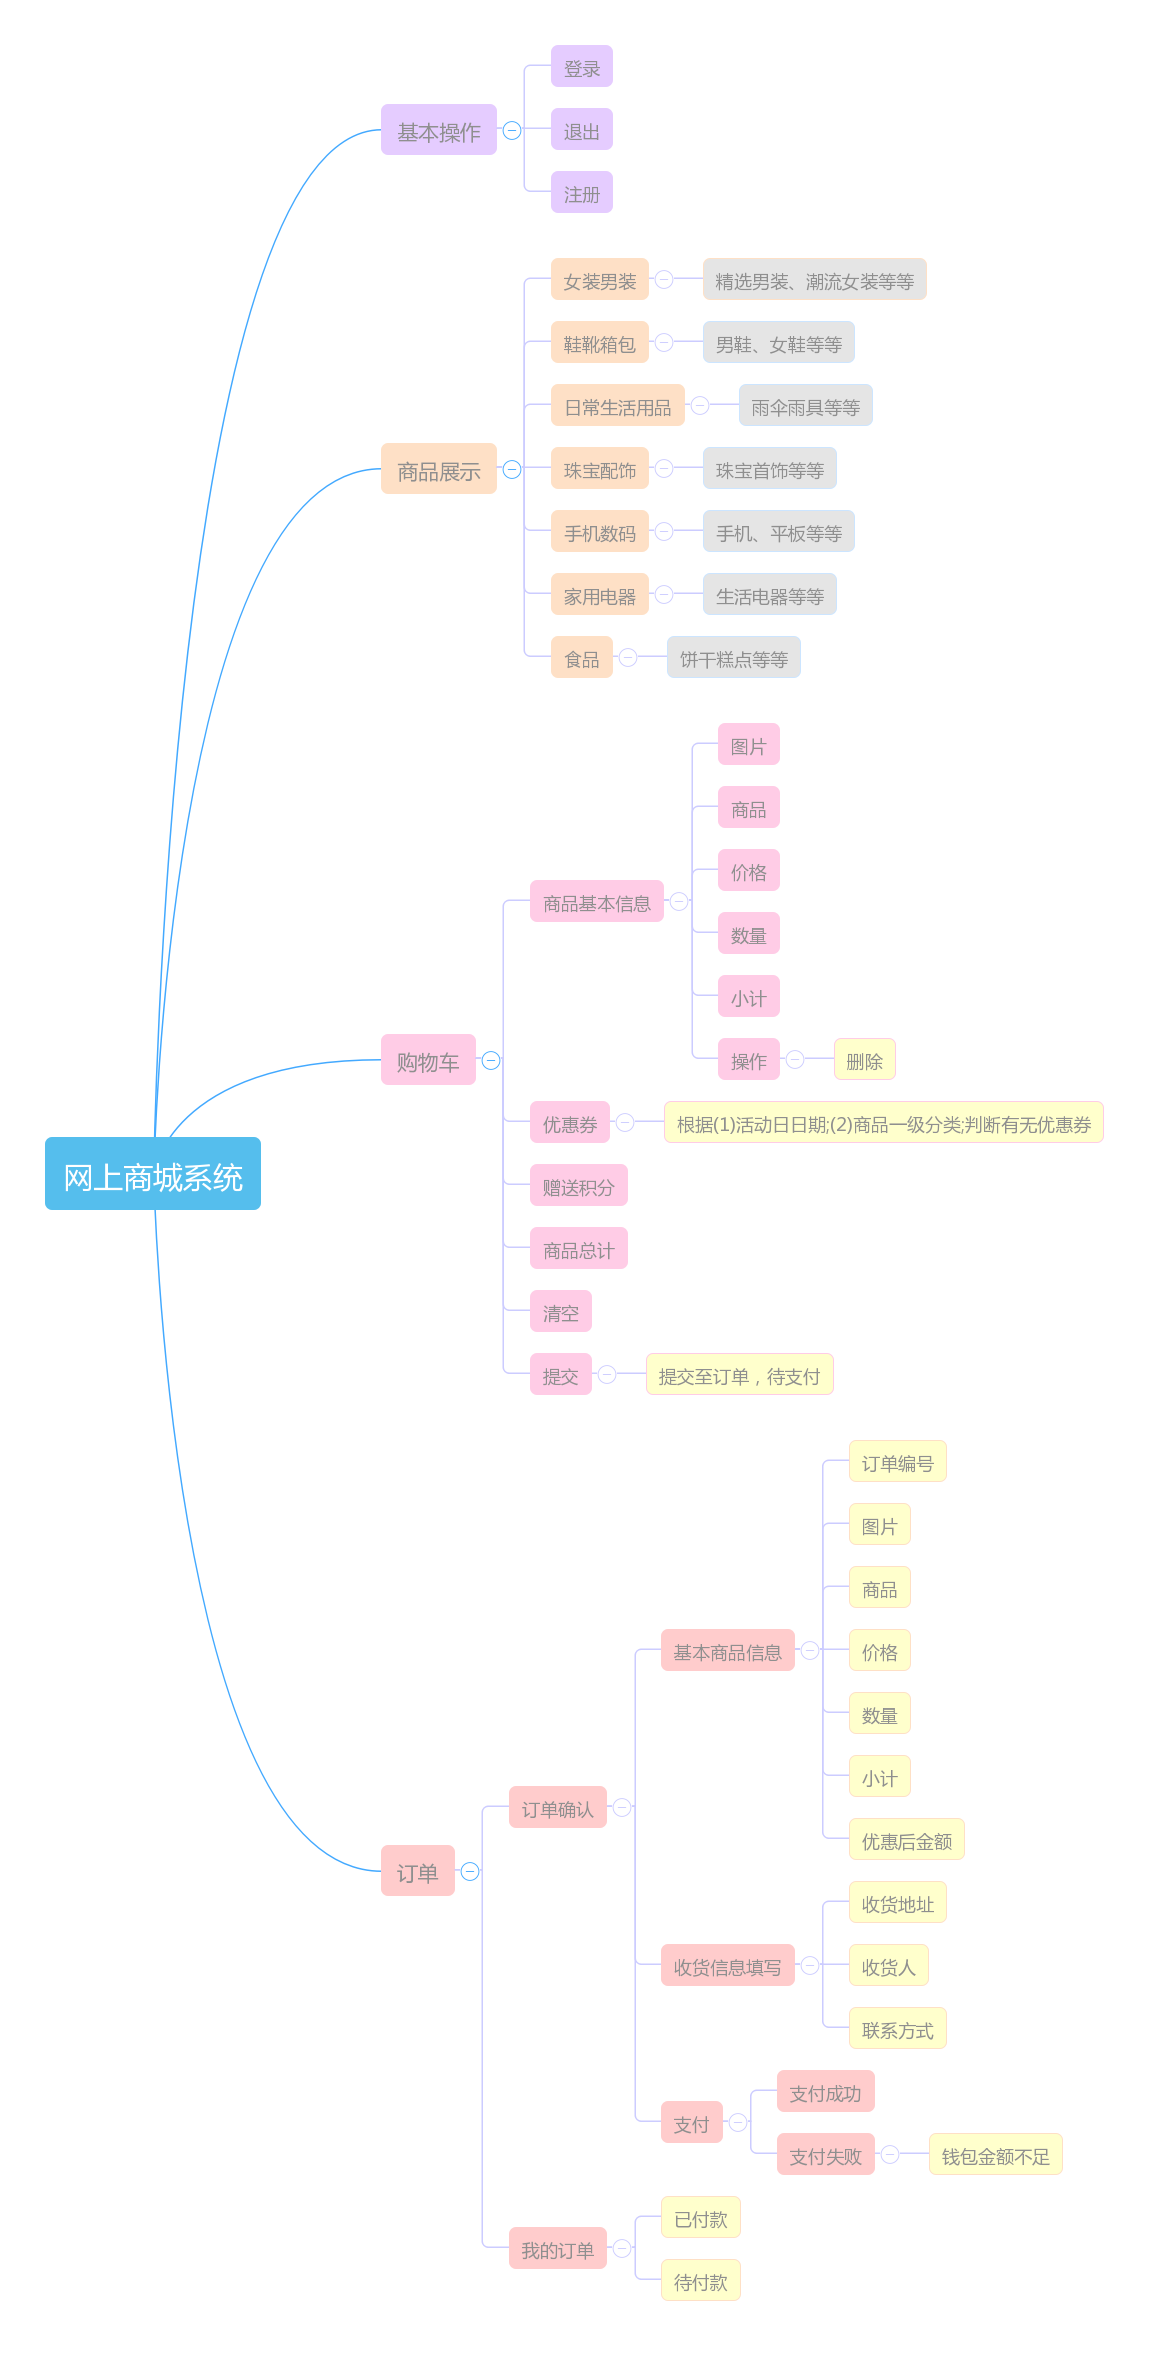 网上商城系统
基本操作
登录
退出
注册
商品展示
女装男装
精选男装、潮流女装等等
鞋靴箱包
男鞋、女鞋等等
日常生活用品
雨伞雨具等等
珠宝配饰
珠宝首饰等等
手机数码
手机、平板等等
家用电器
生活电器等等
食品
饼干糕点等等
购物车
商品基本信息
图片
商品
价格
数量
小计
操作
删除
优惠券
根据(1)活动日日期;(2)商品一级分类;判断有无优惠券
赠送积分
商品总计
清空
提交
提交至订单，待支付
订单
订单确认
基本商品信息
订单编号
图片
商品
价格
数量
小计
优惠后金额
收货信息填写
收货地址
收货人
联系方式
支付
支付成功
支付失败
钱包金额不足
我的订单
已付款
待付款